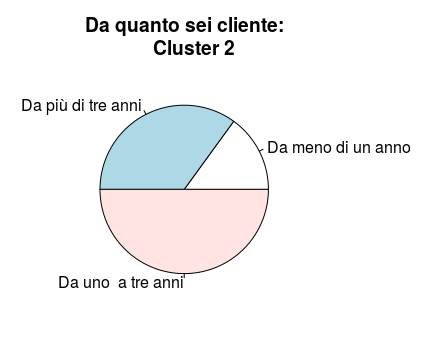 Da quanto sei cliente:
Cluster 2
Da più di tre anni
Da meno di un anno
Da uno  a tre anni